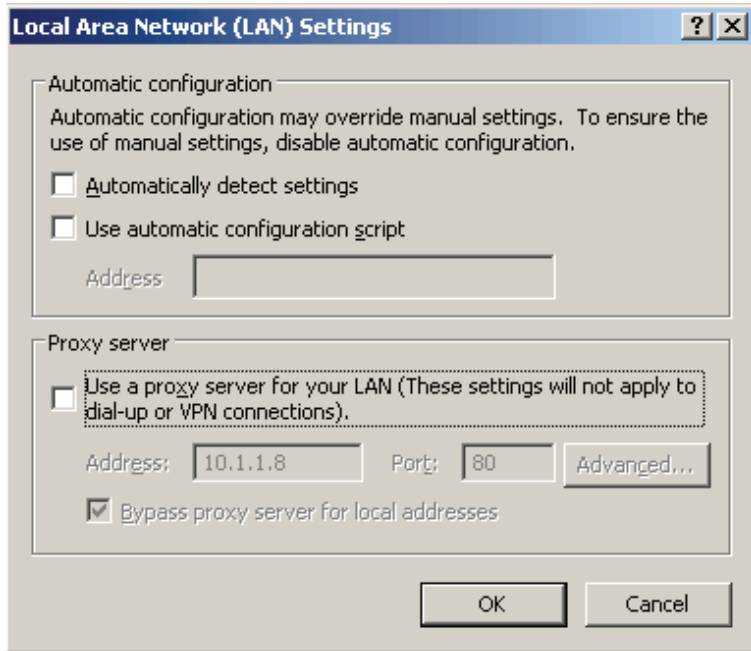 Local Area Network (LAN) Settings
Automatic configuration
Automatic configuration may override manual settings. To ensure the
use of manual settings, disable automatic configuration.
Automatically detect settings
Use automatic configuration script
Address
Proxy server
Use a proxy server for your LAN (These settings will not apply to
dial-up or VPN connections).
Address: 10.1.1.8 Port: 80 Advanced...
Bypass proxy server for local addresses
OK Cancel